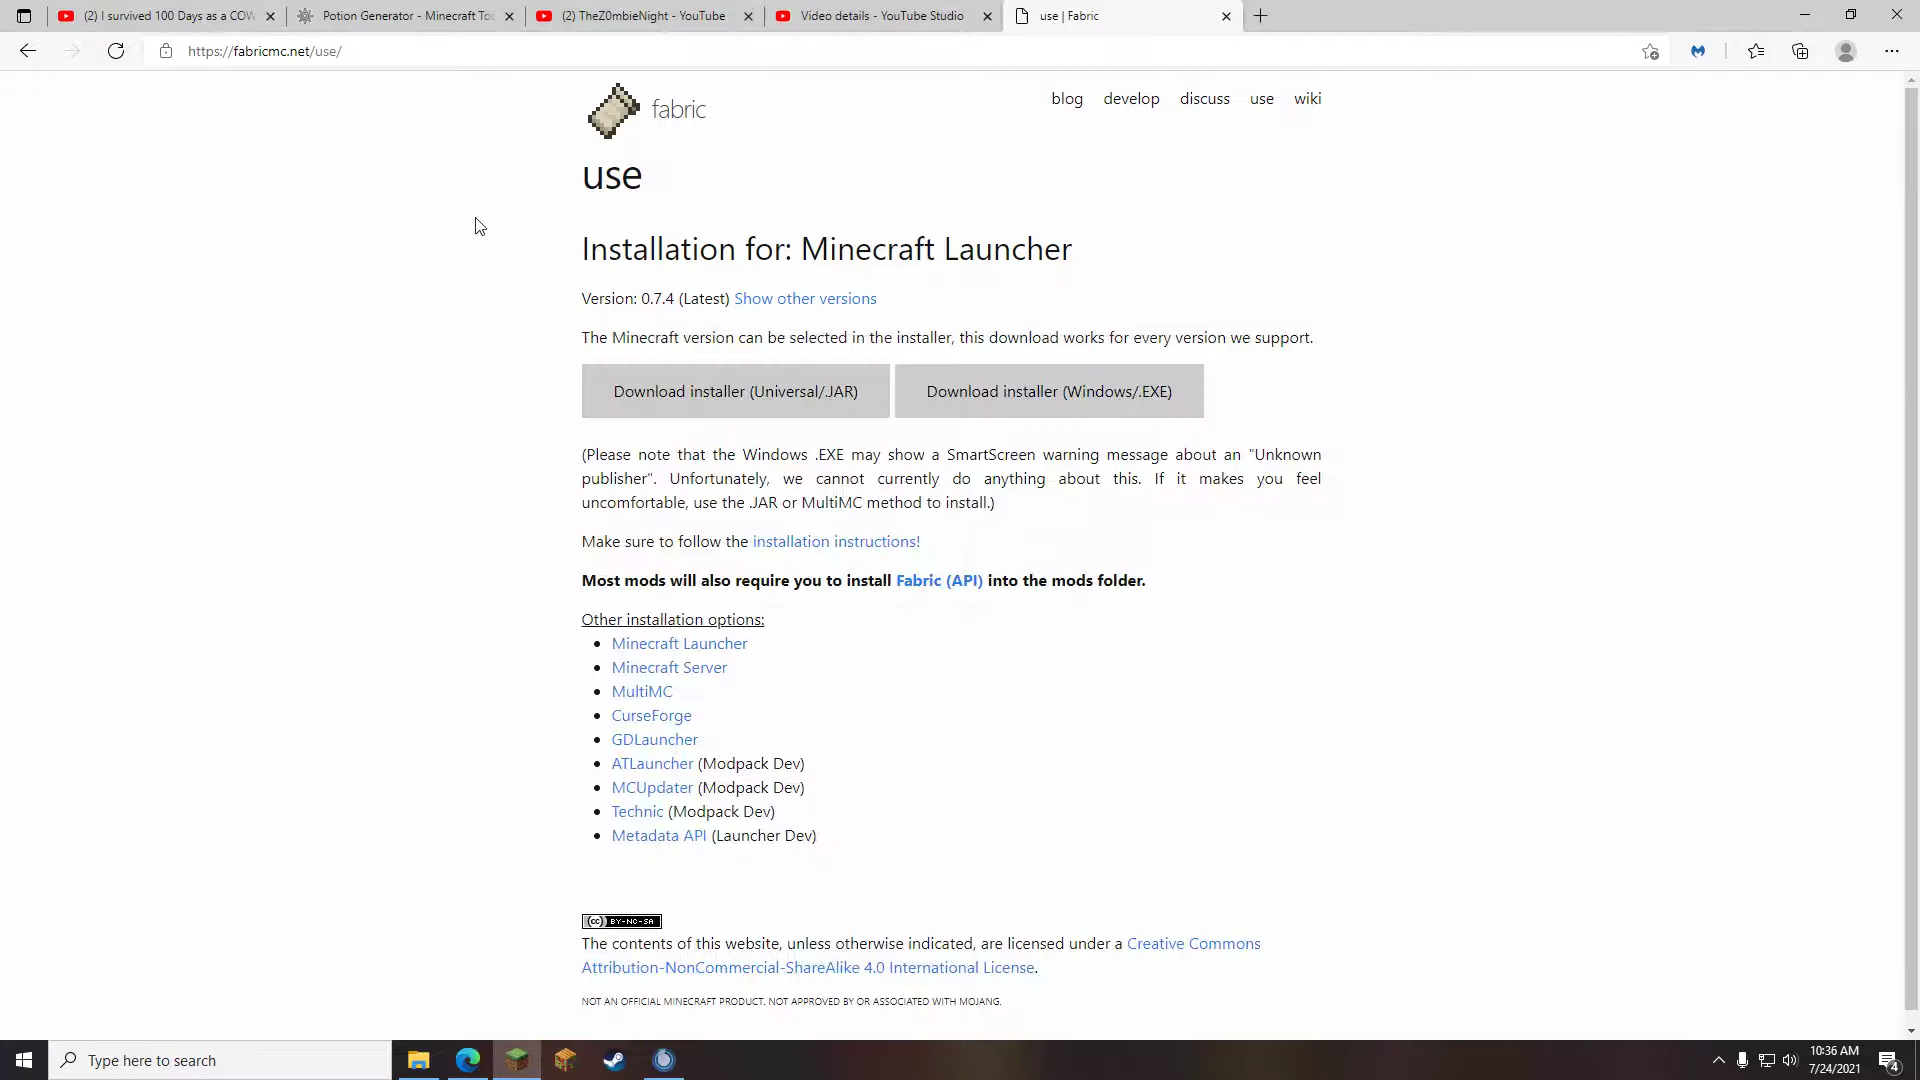 (2) I survived 100 Days as a COW
Potion Generator - Minecraft Too
(2) TheZ0mbieNight - YouTube
Video details - YouTube Studio
use | Fabric
https://fabricmc.net/use/
fabric
blog develop discuss use wiki
use
Installation for: Minecraft Launcher
Version: 0.7.4 (Latest) Show other versions
The Minecraft version can be selected in the installer, this download works for every version we support.
Download installer (Universal/.JAR) Download installer (Windows/.EXE)
(Please note that the Windows .EXE may show a SmartScreen warning message about an "Unknown
publisher". Unfortunately, we cannot currently do anything about this. If it makes you feel
uncomfortable, use the .JAR or MultiMC method to install.)
Make sure to follow the installation instructions!
Most mods will also require you to install Fabric (API) into the mods folder.
Other installation options:
Minecraft Launcher
Minecraft Server
MultiMC
CurseForge
GDLauncher
ATLauncher (Modpack Dev)
MCUpdater (Modpack Dev)
Technic (Modpack Dev)
Metadata API (Launcher Dev)
(cc) BY-NC-SA
The contents of this website, unless otherwise indicated, are licensed under a Creative Commons
Attribution-NonCommercial-ShareAlike 4.0 International License.
NOT AN OFFICIAL MINECRAFT PRODUCT. NOT APPROVED BY OR ASSOCIATED WITH MOJANG.
Type here to search
10:36 AM
7/24/2021
4